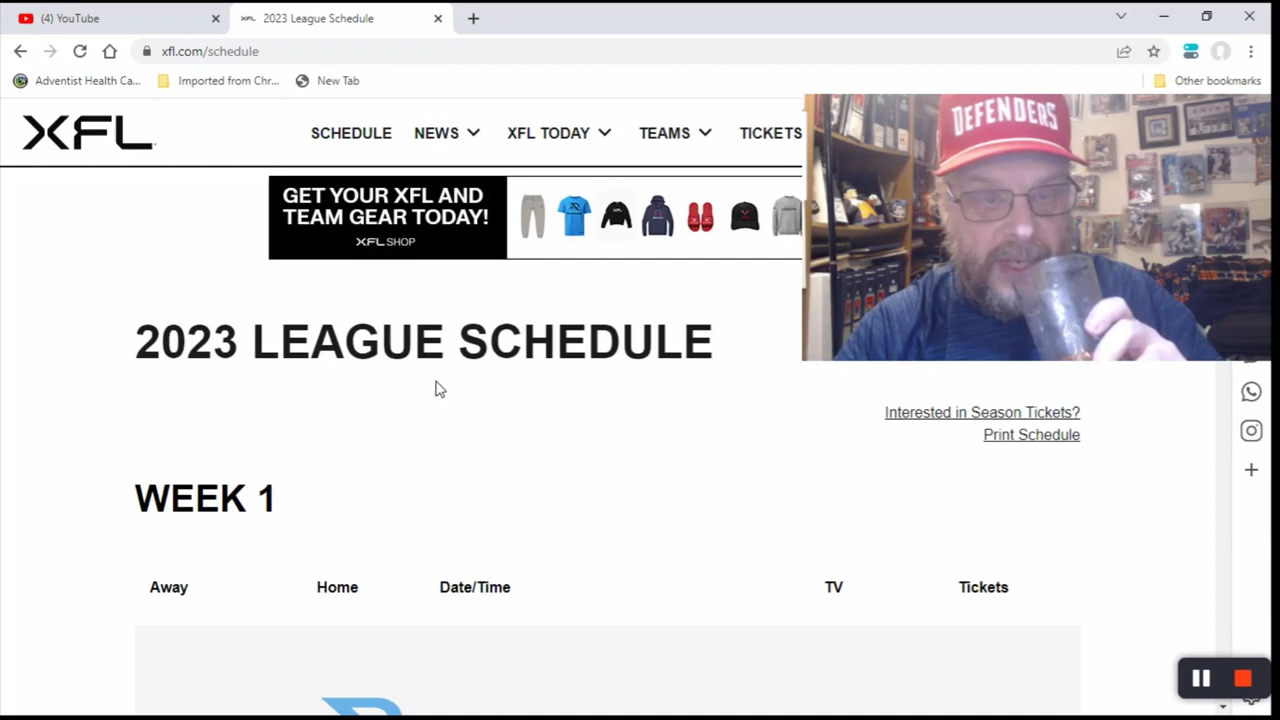 (4) YouTube
XFL 2023 League Schedule
xfl.com/schedule
Adventist Health Ca... Imported from Chr... New Tab Other bookmarks
XFL SCHEDULE NEWS XFL TODAY TEAMS TICKETS
DEFENDERS
GET YOUR XFL AND
TEAM GEAR TODAY!
XFL SHOP
2023 LEAGUE SCHEDULE
Interested in Season Tickets?
Print Schedule
WEEK 1
Away Home Date/Time TV Tickets